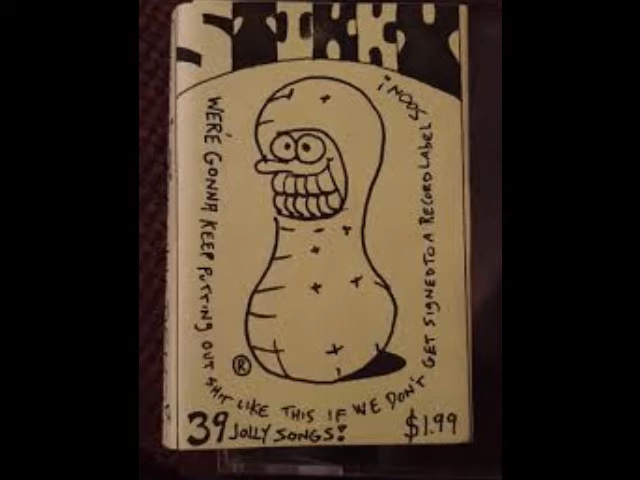 STIKKY
WE'RE GONNA KEEP PUTTING OUT SHIT LIKE THIS IF WE DON'T GET SIGNED TO A RECORD LABEL SOON!
®
39 JOLLY SONGS!
$1.99